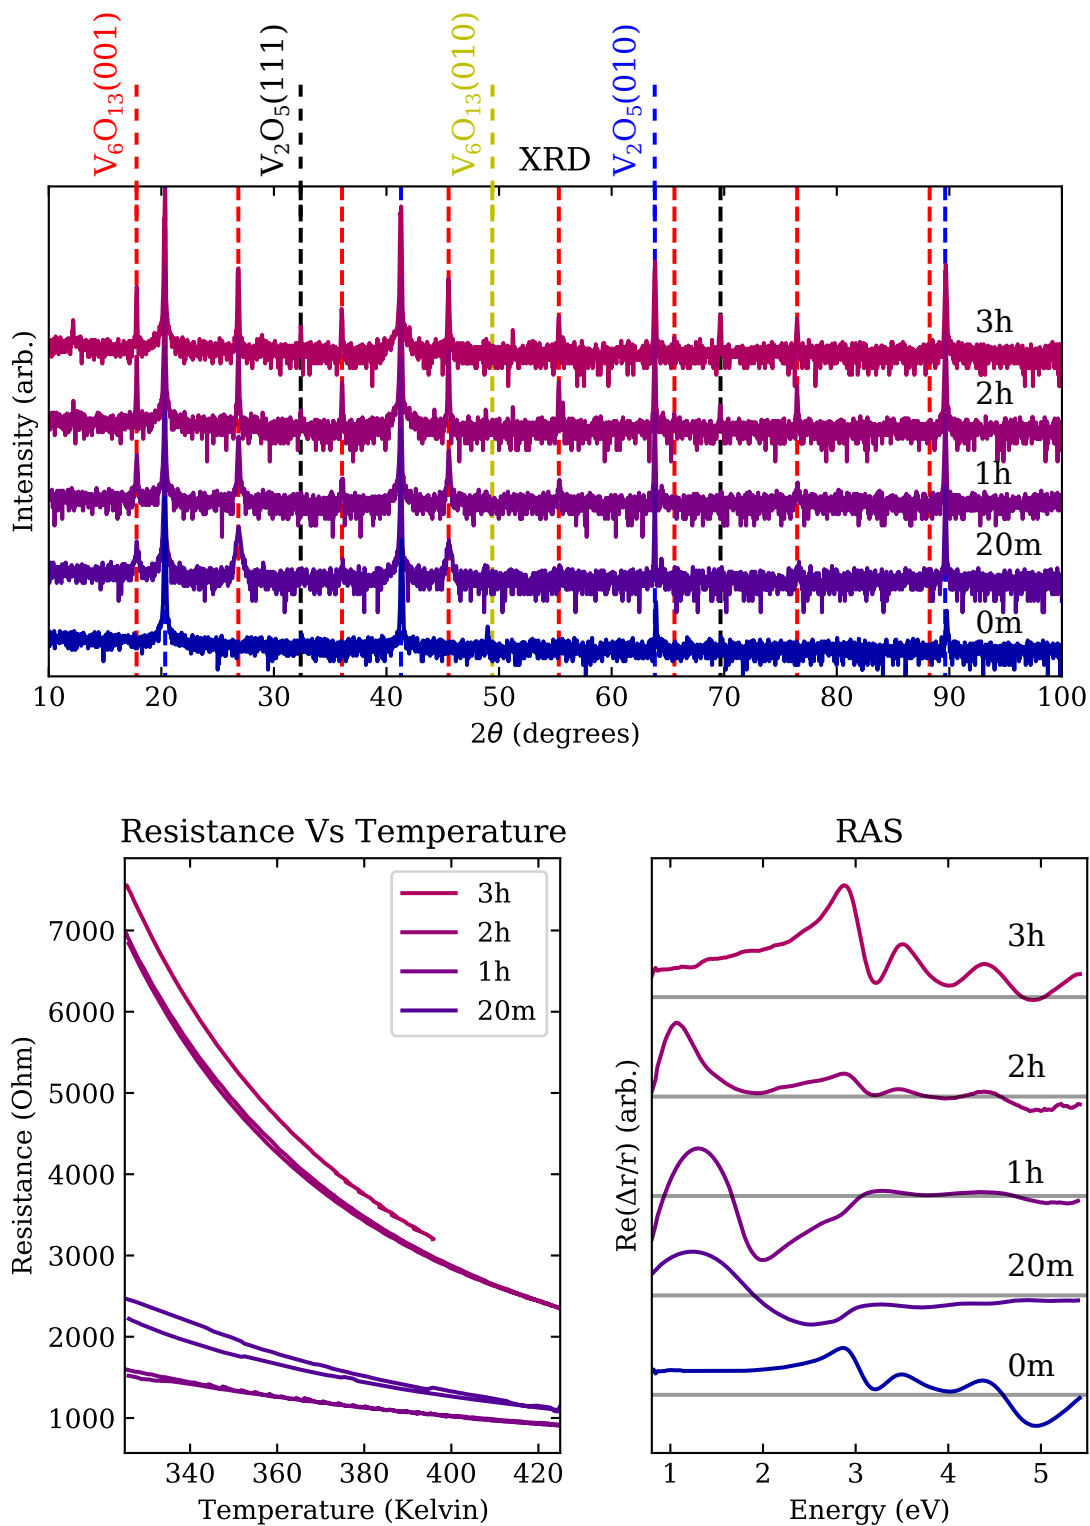 V₆O₁₃(001)
V₂O₅(111)
V₆O₁₃(010)
V₂O₅(010)
XRD
Intensity (arb.)
3h
2h
1h
20m
0m
10 20 30 40 50 60 70 80 90 100
2θ (degrees)
Resistance Vs Temperature
Resistance (Ohm)
7000
6000
5000
4000
3000
2000
1000
3h
2h
1h
20m
340 360 380 400 420
Temperature (Kelvin)
RAS
Re(Δr/r) (arb.)
3h
2h
1h
20m
0m
1 2 3 4 5
Energy (eV)